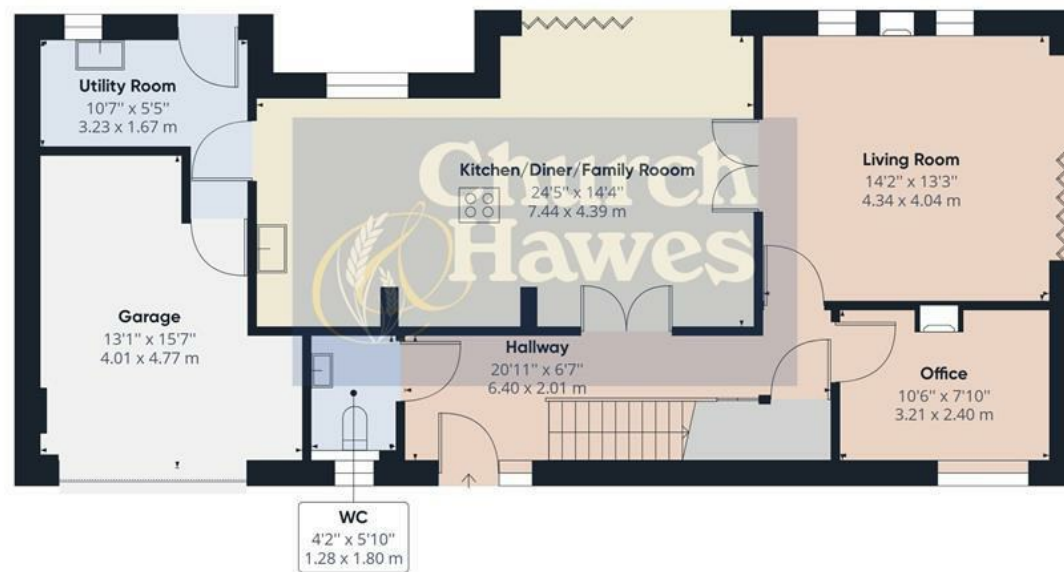 Utility Room
10'7" x 5'5"
3.23 x 1.67 m
Church
Hawes
Kitchen/Diner/Family Rooom
24'5" x 14'4"
7.44 x 4.39 m
Living Room
14'2" x 13'3"
4.34 x 4.04 m
Garage
13'1" x 15'7"
4.01 x 4.77 m
Hallway
20'11" x 6'7"
6.40 x 2.01 m
Office
10'6" x 7'10"
3.21 x 2.40 m
WC
4'2" x 5'10"
1.28 x 1.80 m